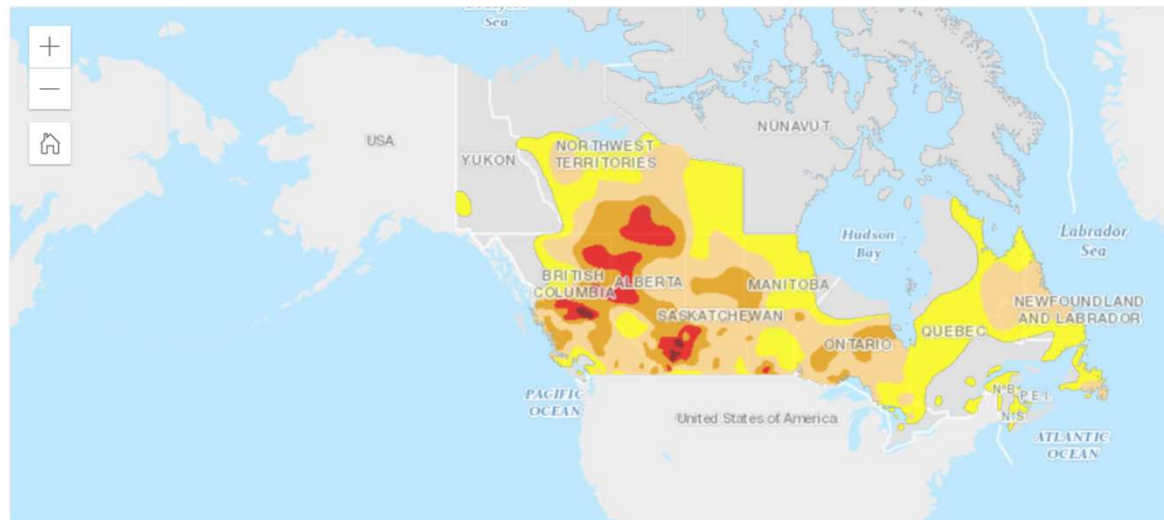 Sea
+
−
USA
YUKON
NORTHWEST
TERRITORIES
NUNAVUT
Hudson
Bay
Labrador
Sea
BRITISH
COLUMBIA
ALBERTA
MANITOBA
SASKATCHEWAN
ONTARIO
QUEBEC
NEWFOUNDLAND
AND LABRADOR
N.B.
P.E.I.
N.S.
PACIFIC
OCEAN
United States of America
ATLANTIC
OCEAN